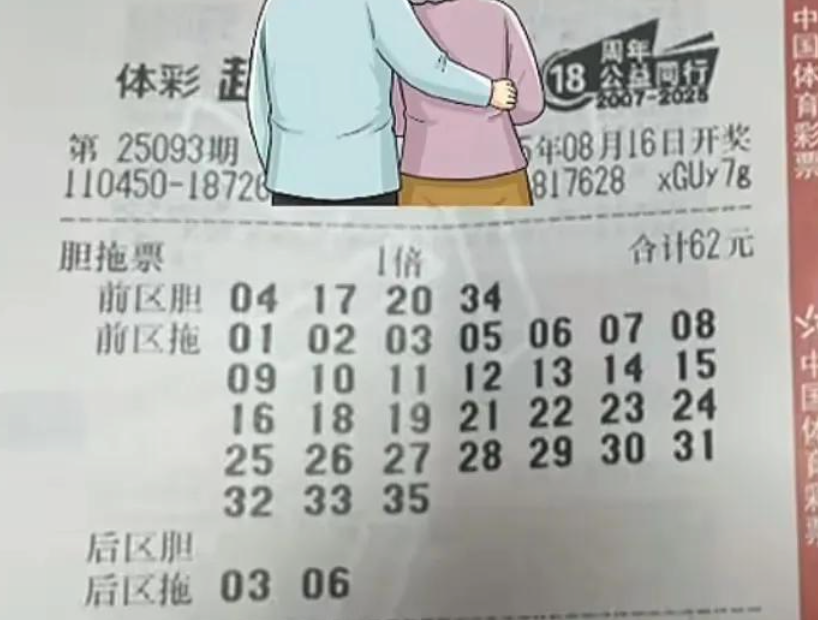 体彩
18 周年
公益同行
2007-2025
第 25093期 年08月16日开奖
110450-18720 817628 xGUy7g
胆拖票 1倍 合计62元
前区胆 04 17 20 34
前区拖 01 02 03 05 06 07 08
09 10 11 12 13 14 15
16 18 19 21 22 23 24
25 26 27 28 29 30 31
32 33 35
后区胆
后区拖 03 06
中国体育彩票
中国体育彩票